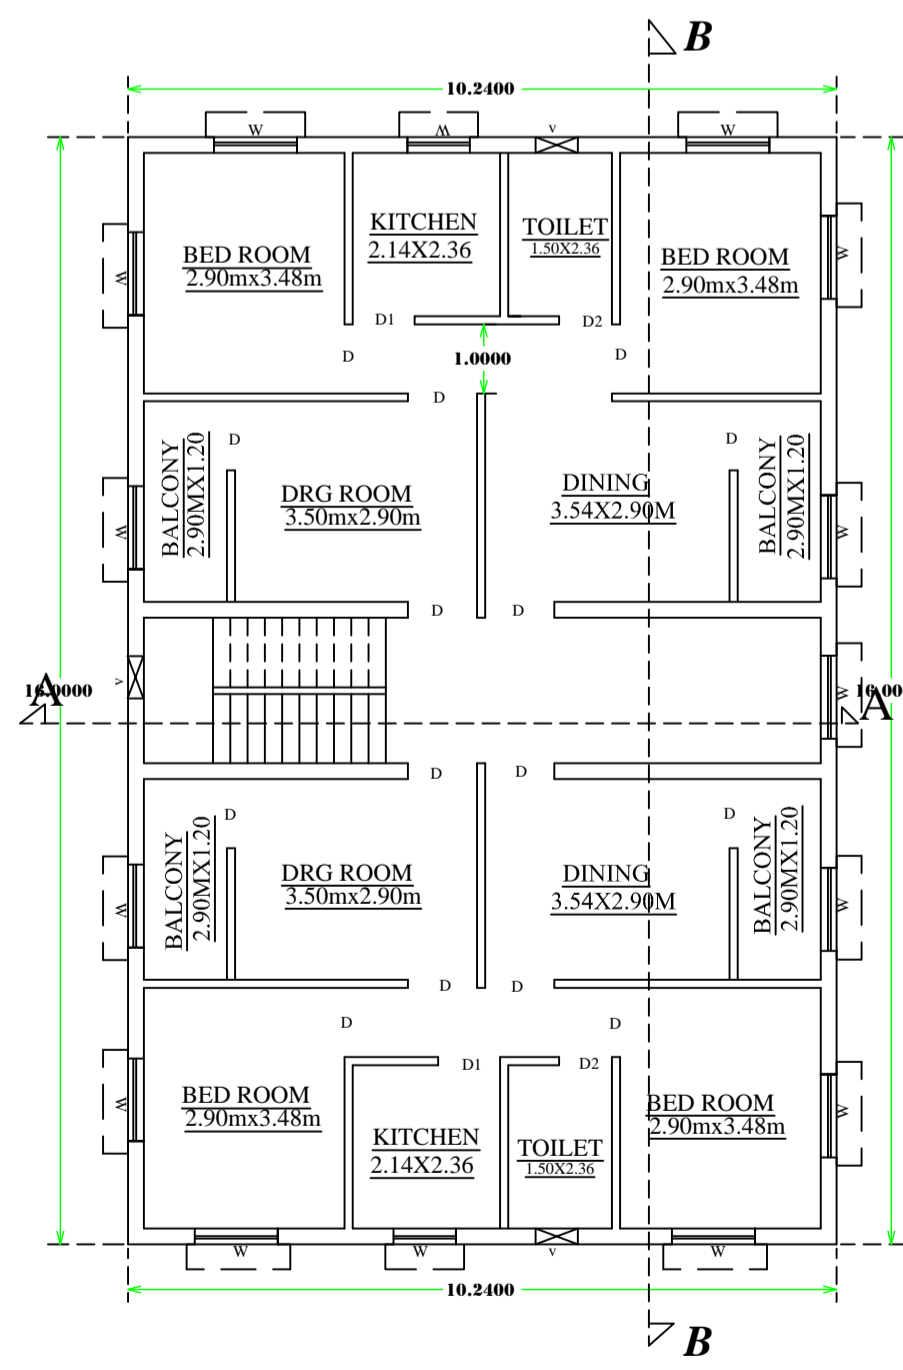 B
10.2400
W
W
v
W
KITCHEN
2.14X2.36
TOILET
1.50X2.36
BED ROOM
2.90mx3.48m
BED ROOM
2.90mx3.48m
W
W
D1
D2
D
1.0000
D
D
BALCONY
2.90MX1.20
D
DRG ROOM
3.50mx2.90m
DINING
3.54X2.90M
D
BALCONY
2.90MX1.20
W
W
D
D
v
16.0000
A
W
16.00
A
D
D
BALCONY
2.90MX1.20
D
DRG ROOM
3.50mx2.90m
DINING
3.54X2.90M
D
BALCONY
2.90MX1.20
W
W
D
D
D
D
D1
D2
BED ROOM
2.90mx3.48m
BED ROOM
2.90mx3.48m
W
W
KITCHEN
2.14X2.36
TOILET
1.50X2.36
W
W
v
W
10.2400
B